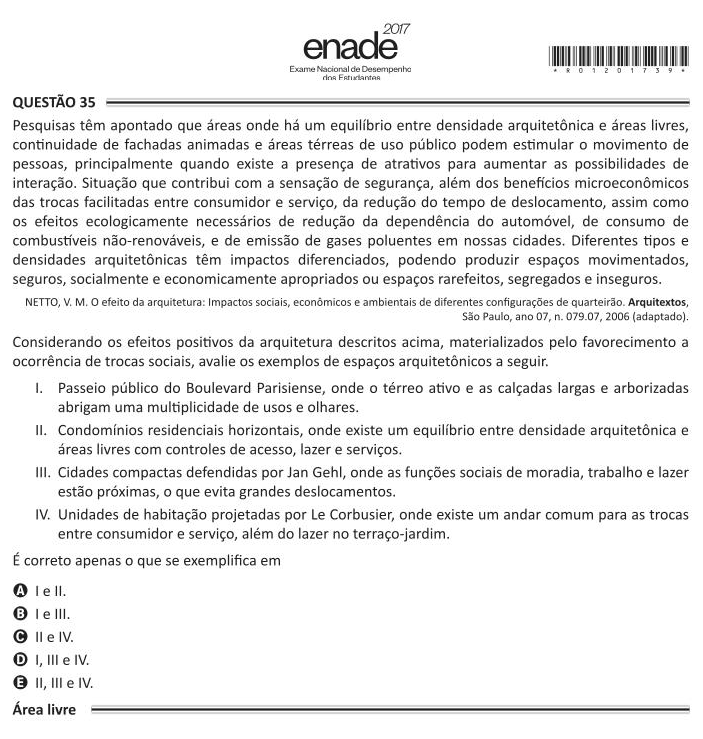 2017
enade
Exame Nacional de Desempenho
dos Estudantes
* R 0 1 2 0 1 7 3 9 *
QUESTÃO 35
Pesquisas têm apontado que áreas onde há um equilíbrio entre densidade arquitetônica e áreas livres,
continuidade de fachadas animadas e áreas térreas de uso público podem estimular o movimento de
pessoas, principalmente quando existe a presença de atrativos para aumentar as possibilidades de
interação. Situação que contribui com a sensação de segurança, além dos benefícios microeconômicos
das trocas facilitadas entre consumidor e serviço, da redução do tempo de deslocamento, assim como
os efeitos ecologicamente necessários de redução da dependência do automóvel, de consumo de
combustíveis não-renováveis, e de emissão de gases poluentes em nossas cidades. Diferentes tipos e
densidades arquitetônicas têm impactos diferenciados, podendo produzir espaços movimentados,
seguros, socialmente e economicamente apropriados ou espaços rarefeitos, segregados e inseguros.
NETTO, V. M. O efeito da arquitetura: Impactos sociais, econômicos e ambientais de diferentes configurações de quarteirão. Arquitextos,
São Paulo, ano 07, n. 079.07, 2006 (adaptado).
Considerando os efeitos positivos da arquitetura descritos acima, materializados pelo favorecimento a
ocorrência de trocas sociais, avalie os exemplos de espaços arquitetônicos a seguir.
I. Passeio público do Boulevard Parisiense, onde o térreo ativo e as calçadas largas e arborizadas
abrigam uma multiplicidade de usos e olhares.
II. Condomínios residenciais horizontais, onde existe um equilíbrio entre densidade arquitetônica e
áreas livres com controles de acesso, lazer e serviços.
III. Cidades compactas defendidas por Jan Gehl, onde as funções sociais de moradia, trabalho e lazer
estão próximas, o que evita grandes deslocamentos.
IV. Unidades de habitação projetadas por Le Corbusier, onde existe um andar comum para as trocas
entre consumidor e serviço, além do lazer no terraço-jardim.
É correto apenas o que se exemplifica em
A I e II.
B I e III.
C II e IV.
D I, III e IV.
E II, III e IV.
Área livre